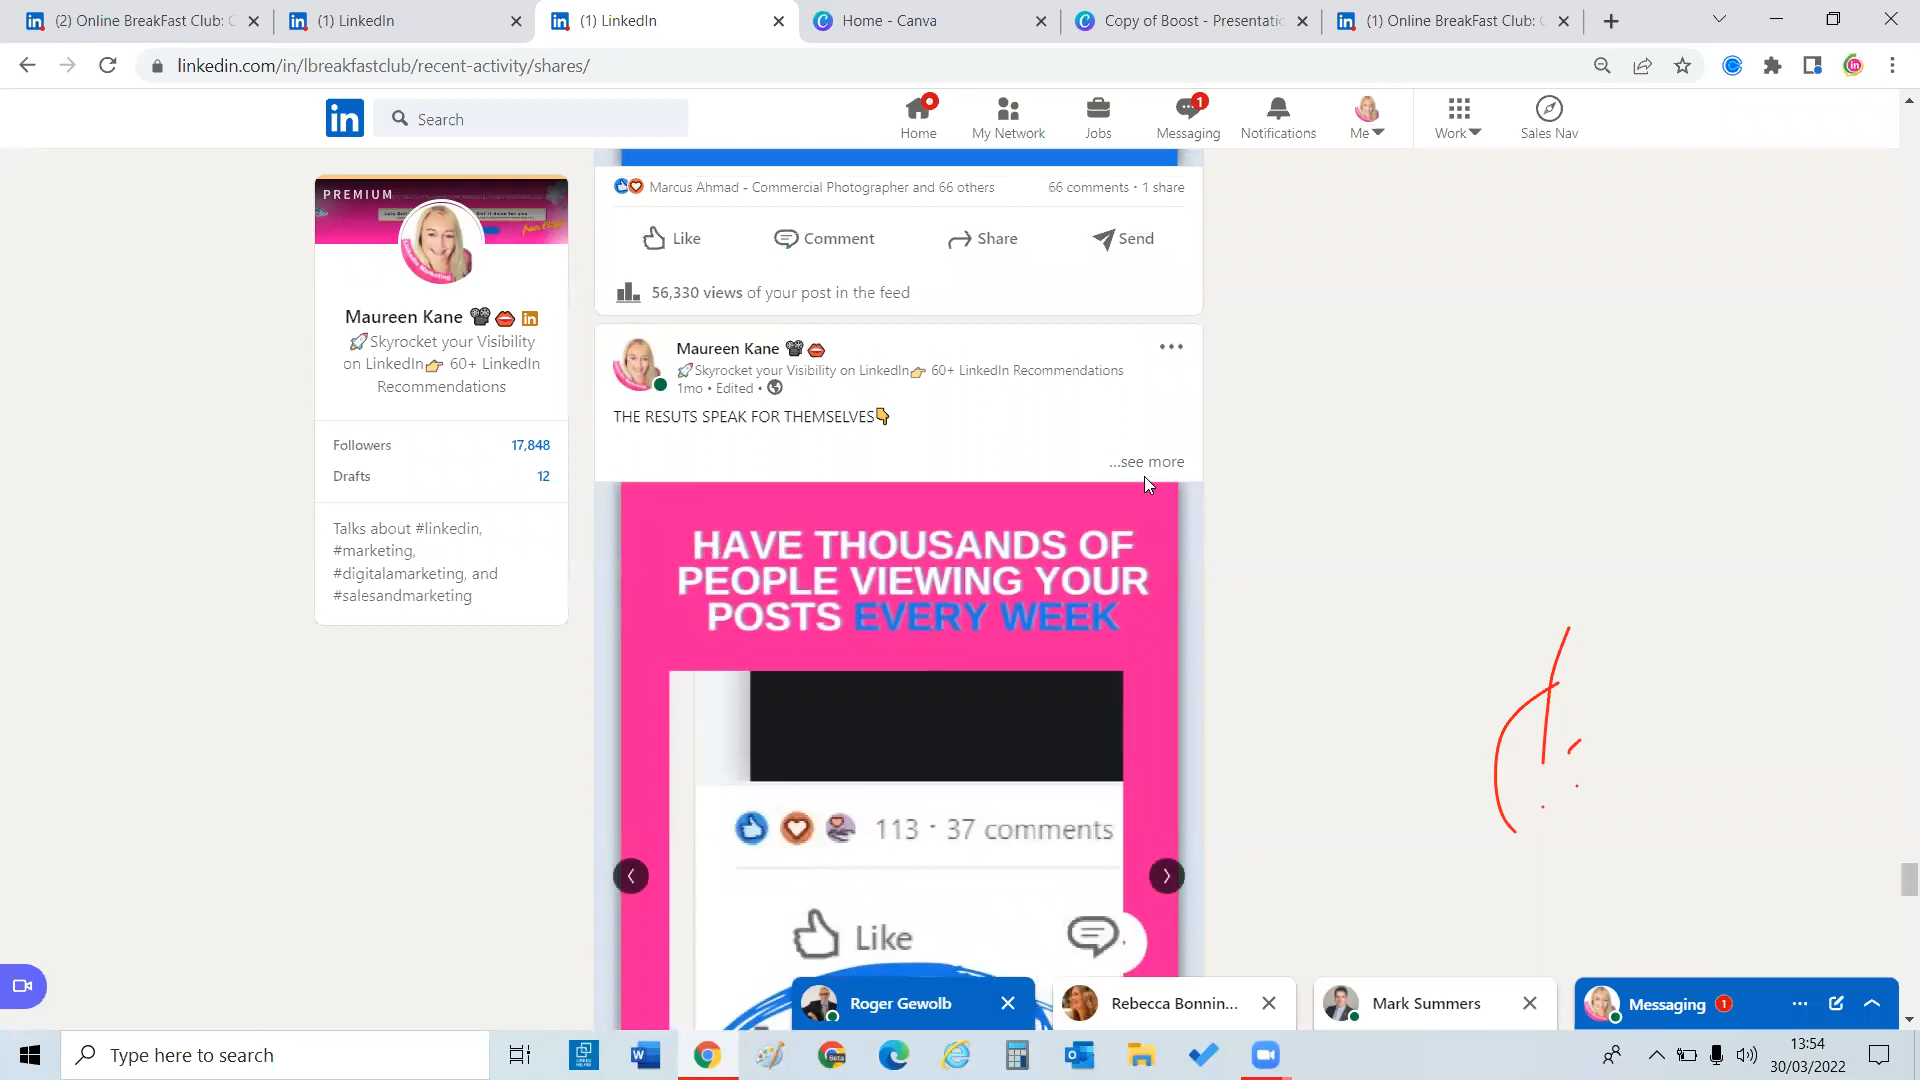 (2) Online BreakFast Club: (
(1) LinkedIn
(1) LinkedIn
Home - Canva
Copy of Boost - Presentatic
(1) Online BreakFast Club: (
linkedin.com/in/lbreakfastclub/recent-activity/shares/
in
Search
Home
My Network
Jobs
1
Messaging
Notifications
Me
Work
Sales Nav
PREMIUM
Maureen Kane
🚀Skyrocket your Visibility
on LinkedIn👉 60+ LinkedIn
Recommendations
Followers 17,848
Drafts 12
Talks about #linkedin,
#marketing,
#digitalamarketing, and
#salesandmarketing
Marcus Ahmad - Commercial Photographer and 66 others 66 comments • 1 share
Like Comment Share Send
56,330 views of your post in the feed
Maureen Kane
🚀Skyrocket your Visibility on LinkedIn👉 60+ LinkedIn Recommendations
1mo • Edited •
THE RESUTS SPEAK FOR THEMSELVES👇
...see more
HAVE THOUSANDS OF
PEOPLE VIEWING YOUR
POSTS EVERY WEEK
113 · 37 comments
Like
Roger Gewolb
Rebecca Bonnin...
Mark Summers
Messaging 1
Type here to search
13:54
30/03/2022